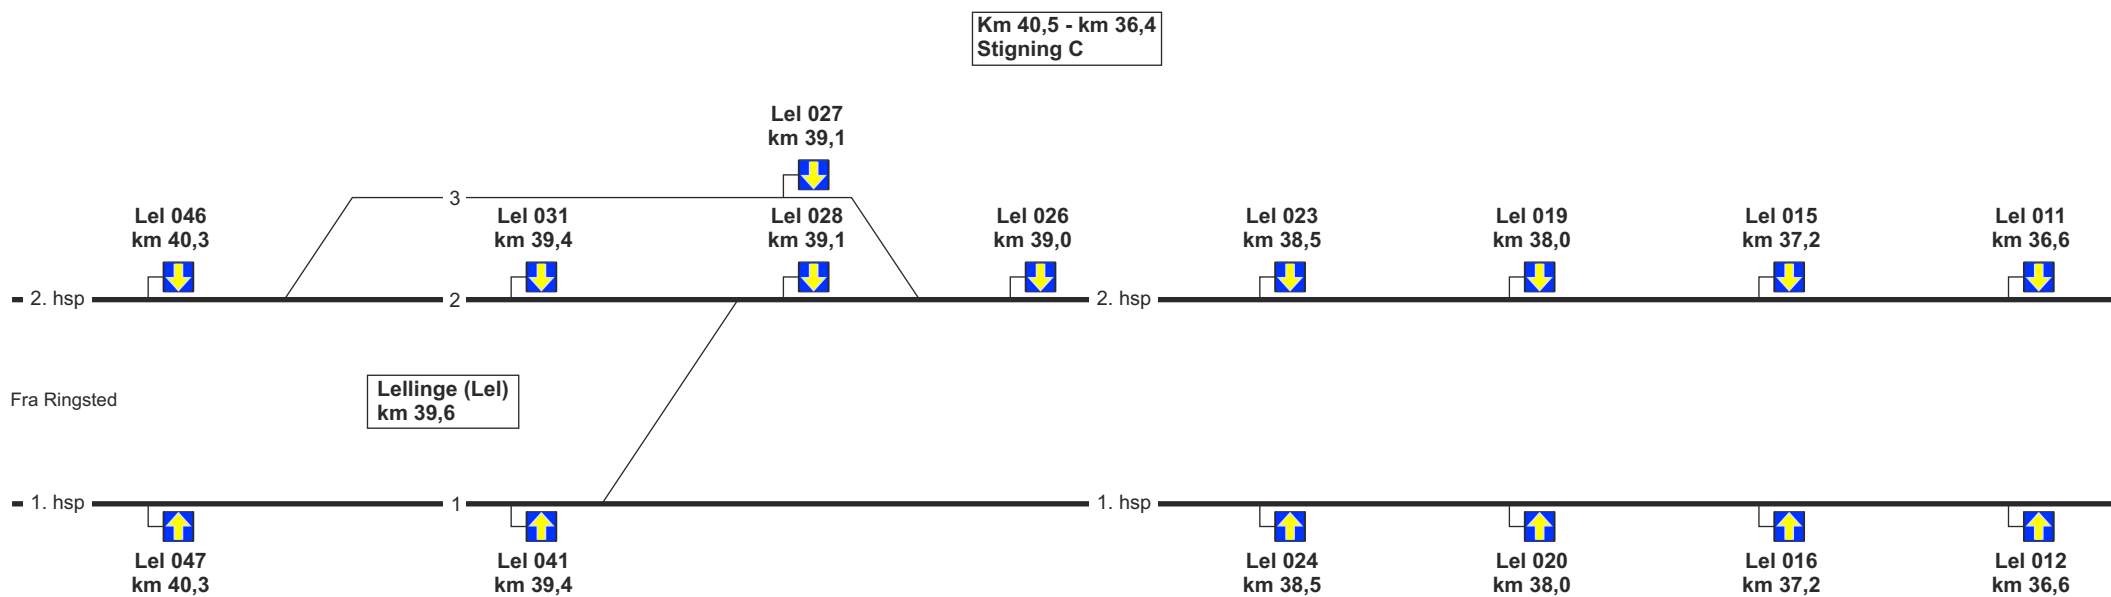 Km 40,5 - km 36,4
Stigning C
Lel 027
km 39,1
3
Lel 046
km 40,3
Lel 031
km 39,4
Lel 028
km 39,1
Lel 026
km 39,0
Lel 023
km 38,5
Lel 019
km 38,0
Lel 015
km 37,2
Lel 011
km 36,6
2. hsp
2
2. hsp
Fra Ringsted
Lellinge (Lel)
km 39,6
1. hsp
1
1. hsp
Lel 047
km 40,3
Lel 041
km 39,4
Lel 024
km 38,5
Lel 020
km 38,0
Lel 016
km 37,2
Lel 012
km 36,6